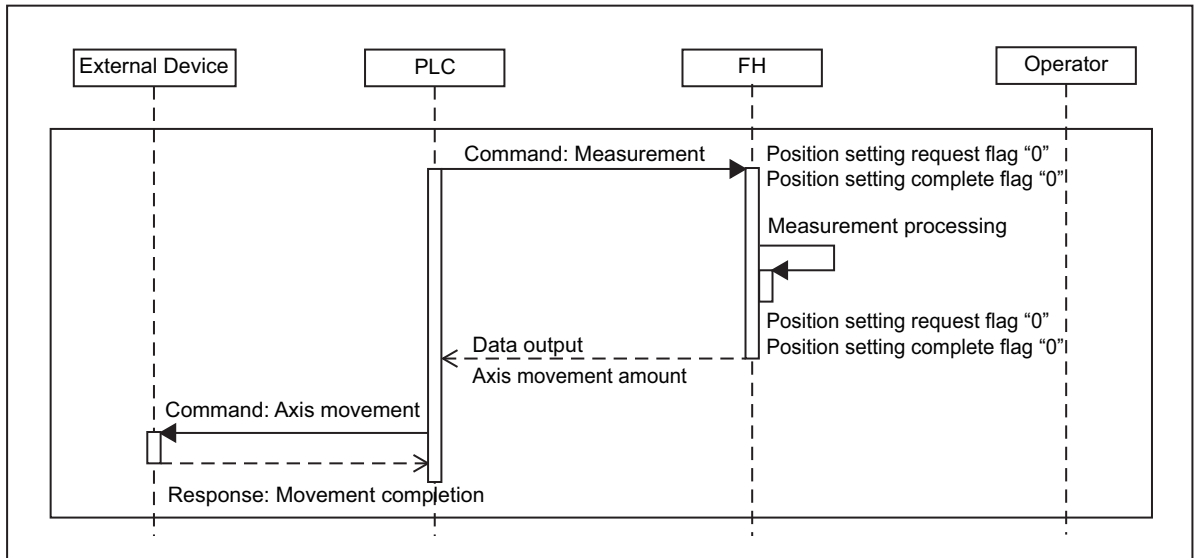 External Device
PLC
FH
Operator
Command: Measurement
Position setting request flag “0”
Position setting complete flag “0”
Measurement processing
Position setting request flag “0”
Position setting complete flag “0”
Data output
Axis movement amount
Command: Axis movement
Response: Movement completion